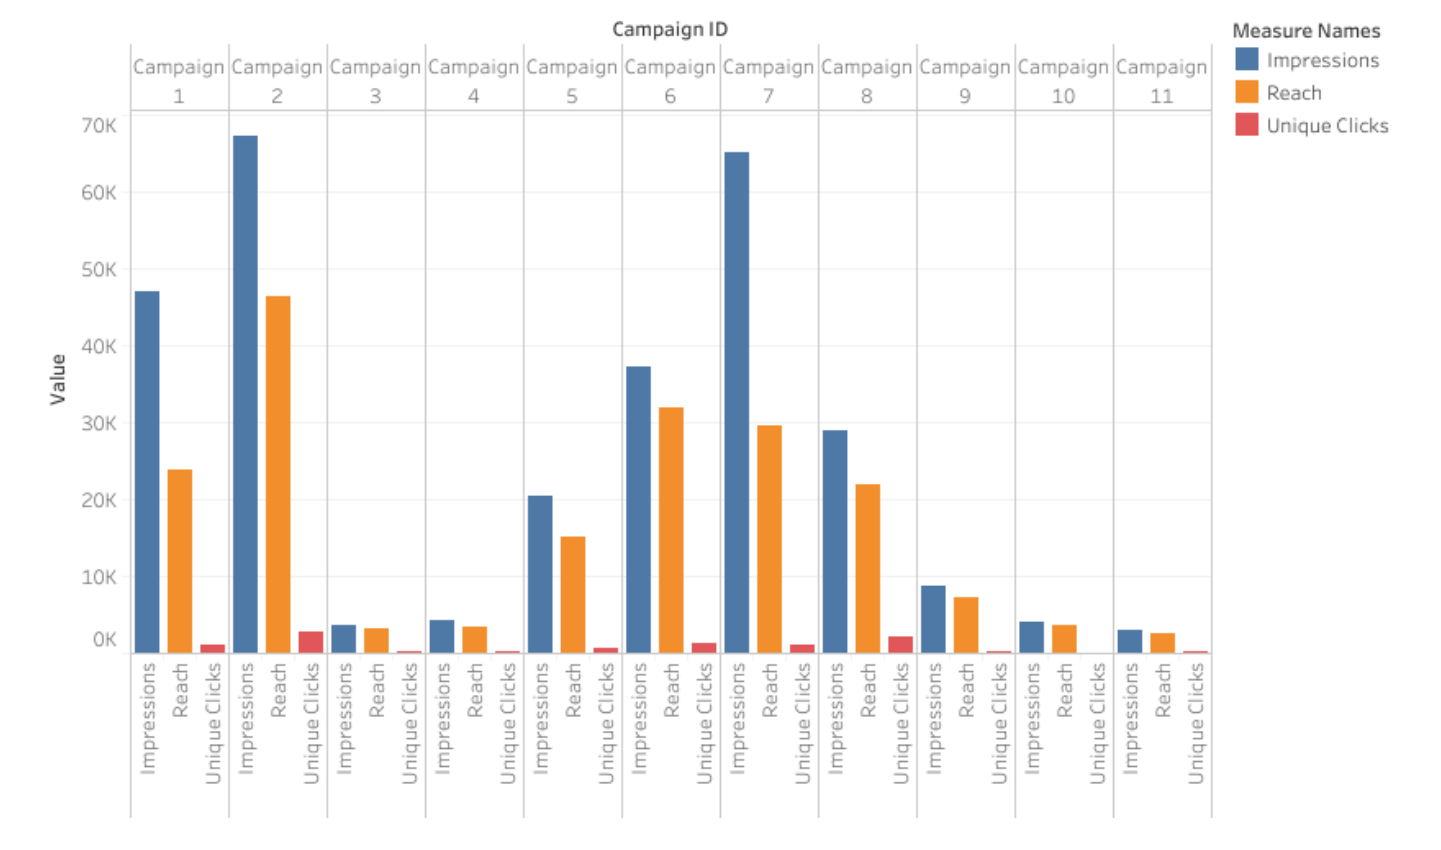 Campaign ID
Measure Names
Impressions
Reach
Unique Clicks
Campaign 1
Campaign 2
Campaign 3
Campaign 4
Campaign 5
Campaign 6
Campaign 7
Campaign 8
Campaign 9
Campaign 10
Campaign 11
Value
70K
60K
50K
40K
30K
20K
10K
0K
Impressions
Reach
Unique Clicks
Impressions
Reach
Unique Clicks
Impressions
Reach
Unique Clicks
Impressions
Reach
Unique Clicks
Impressions
Reach
Unique Clicks
Impressions
Reach
Unique Clicks
Impressions
Reach
Unique Clicks
Impressions
Reach
Unique Clicks
Impressions
Reach
Unique Clicks
Impressions
Reach
Unique Clicks
Impressions
Reach
Unique Clicks